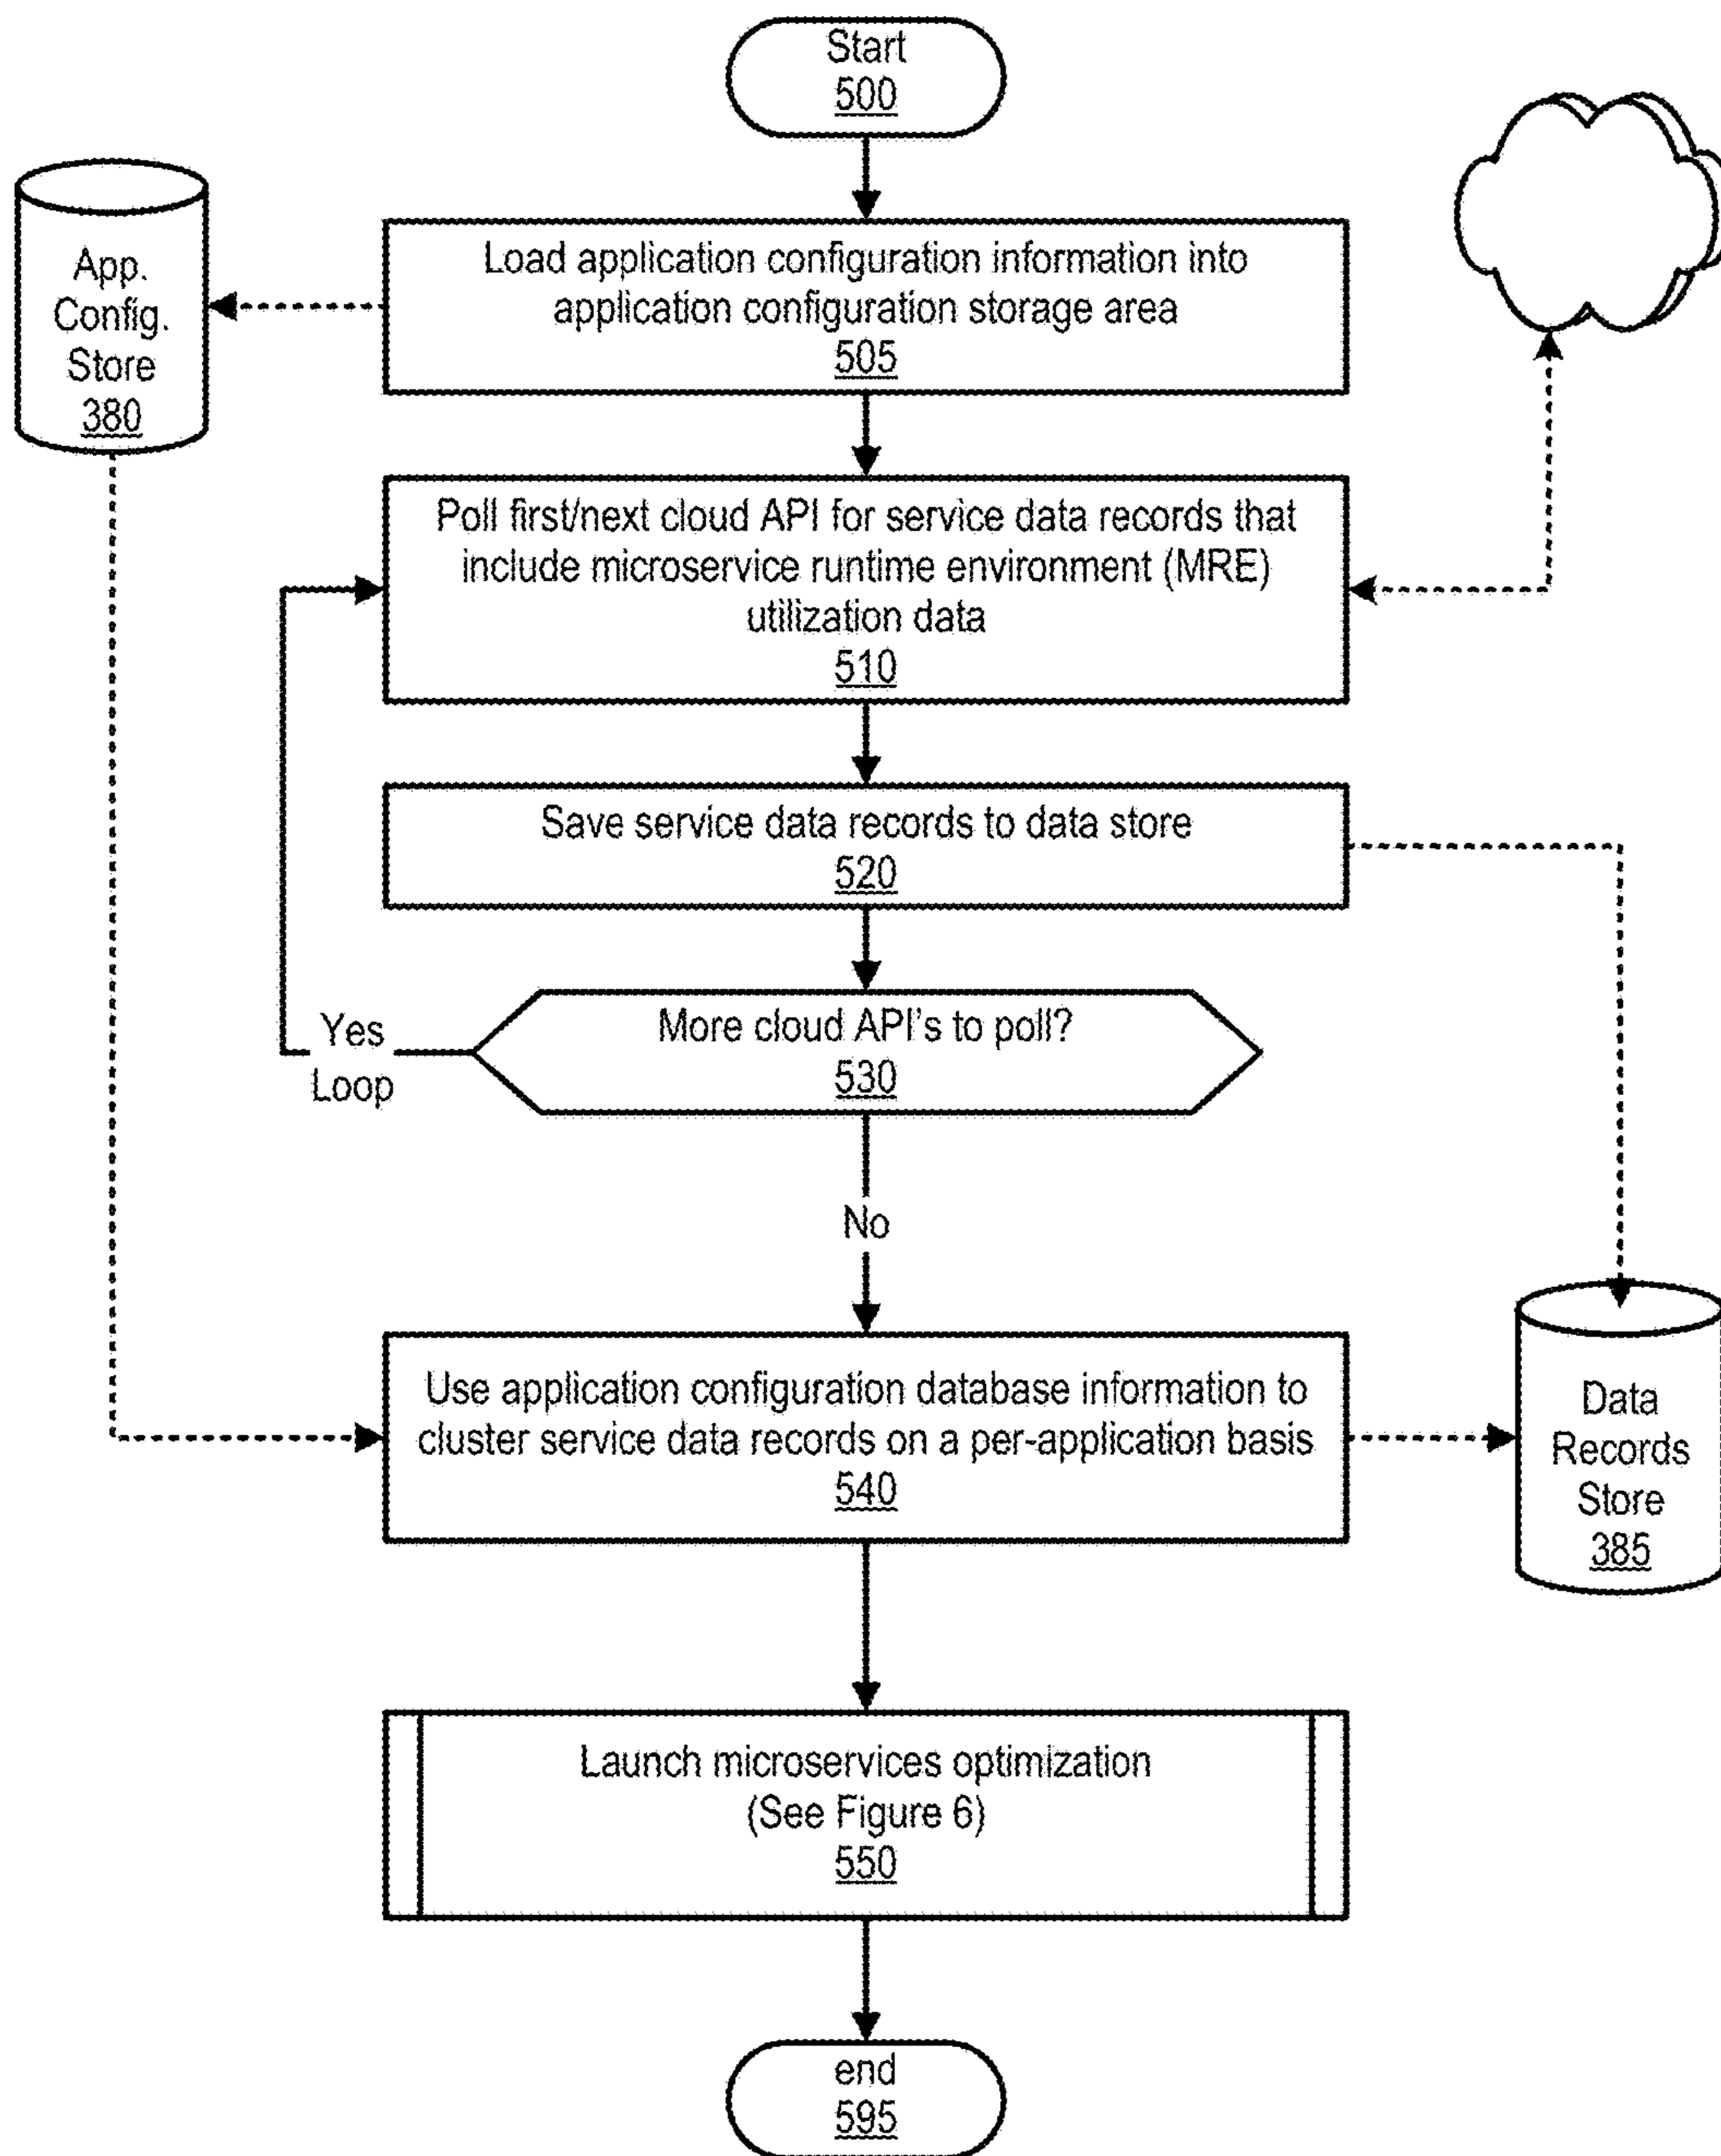 Start
500
App.
Config.
Store
380
Load application configuration information into
application configuration storage area
505
Poll first/next cloud API for service data records that
include microservice runtime environment (MRE)
utilization data
510
Save service data records to data store
520
More cloud API's to poll?
530
Yes
Loop
No
Use application configuration database information to
cluster service data records on a per-application basis
540
Data
Records
Store
385
Launch microservices optimization
(See Figure 6)
550
end
595